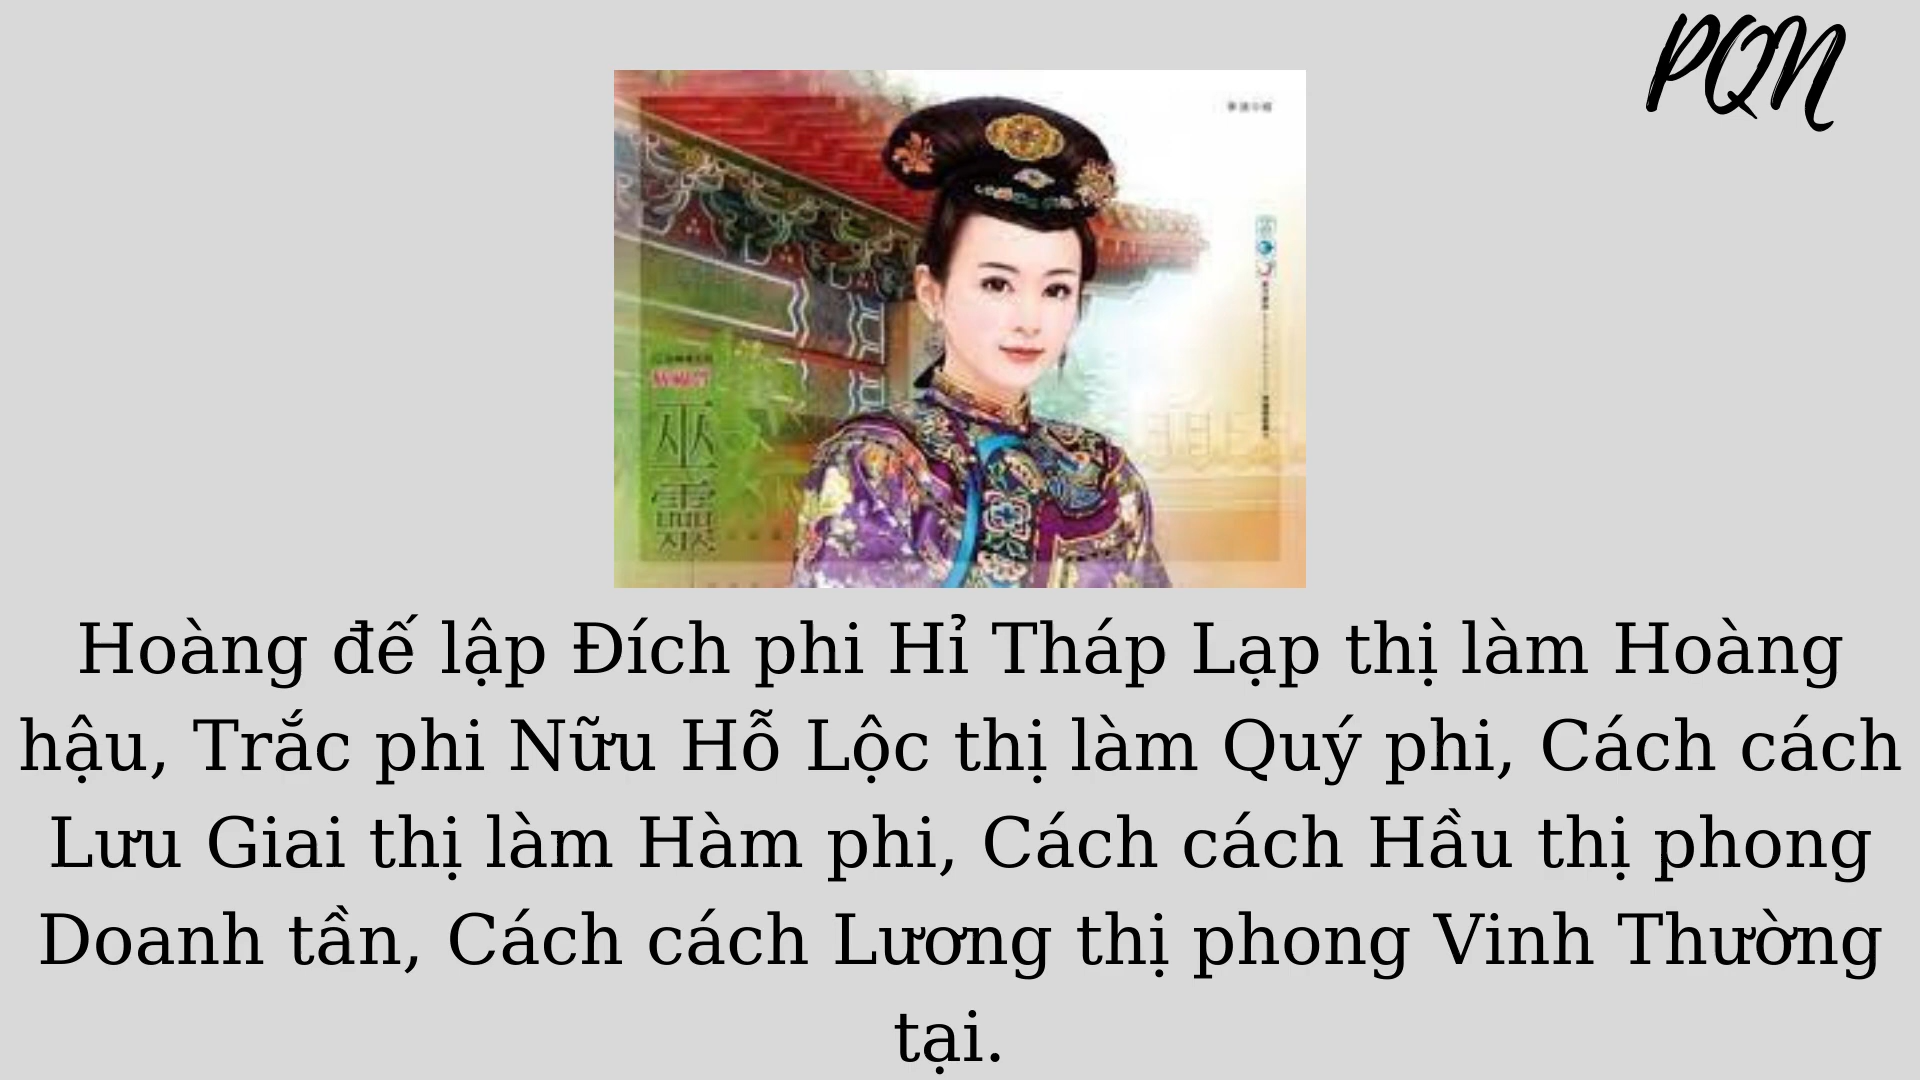 PQN
巫靈
Hoàng đế lập Đích phi Hỉ Tháp Lạp thị làm Hoàng
hậu, Trắc phi Nữu Hỗ Lộc thị làm Quý phi, Cách cách
Lưu Giai thị làm Hàm phi, Cách cách Hầu thị phong
Doanh tần, Cách cách Lương thị phong Vinh Thường
tại.